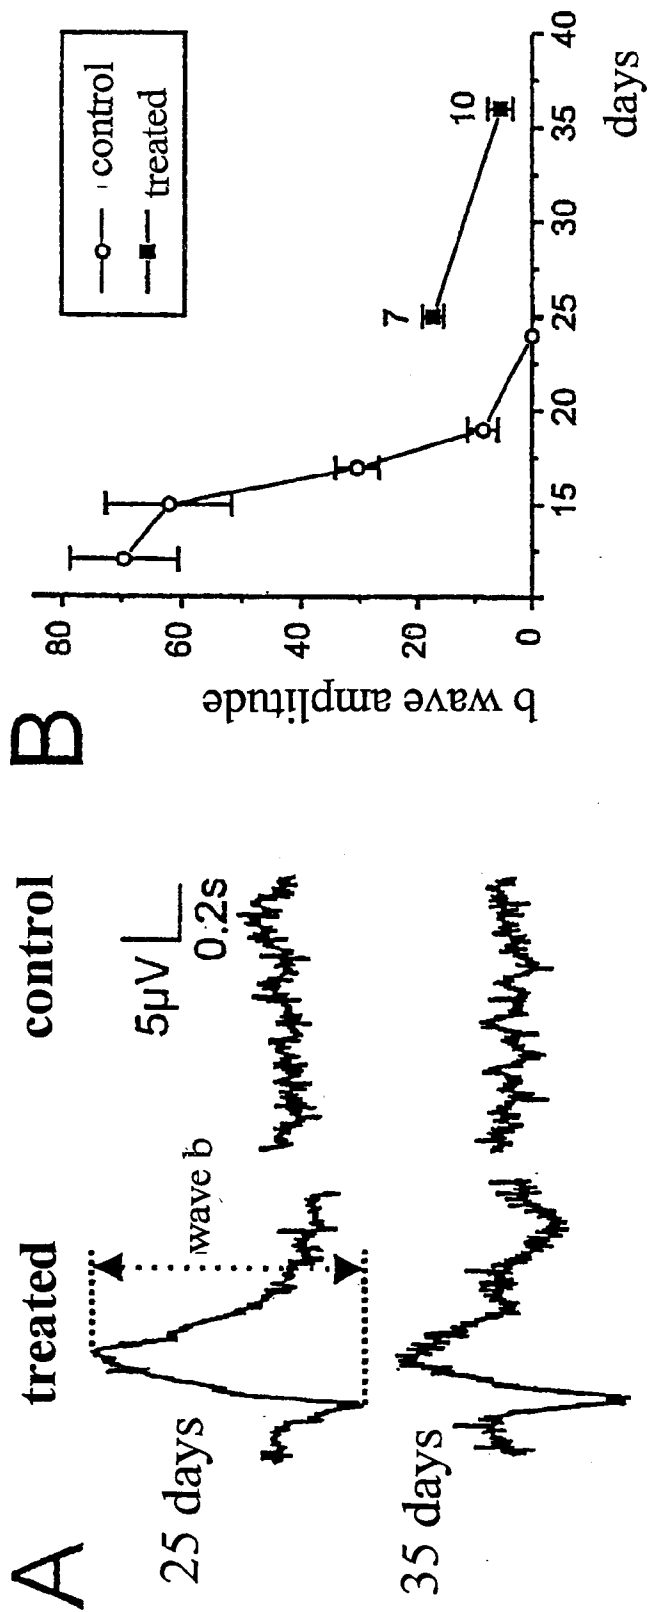 A
treated
control
25 days
wave b
5µV
0.2s
35 days
B
b wave amplitude
80
60
40
20
0
control
treated
7
10
15
20
25
30
35
40
days